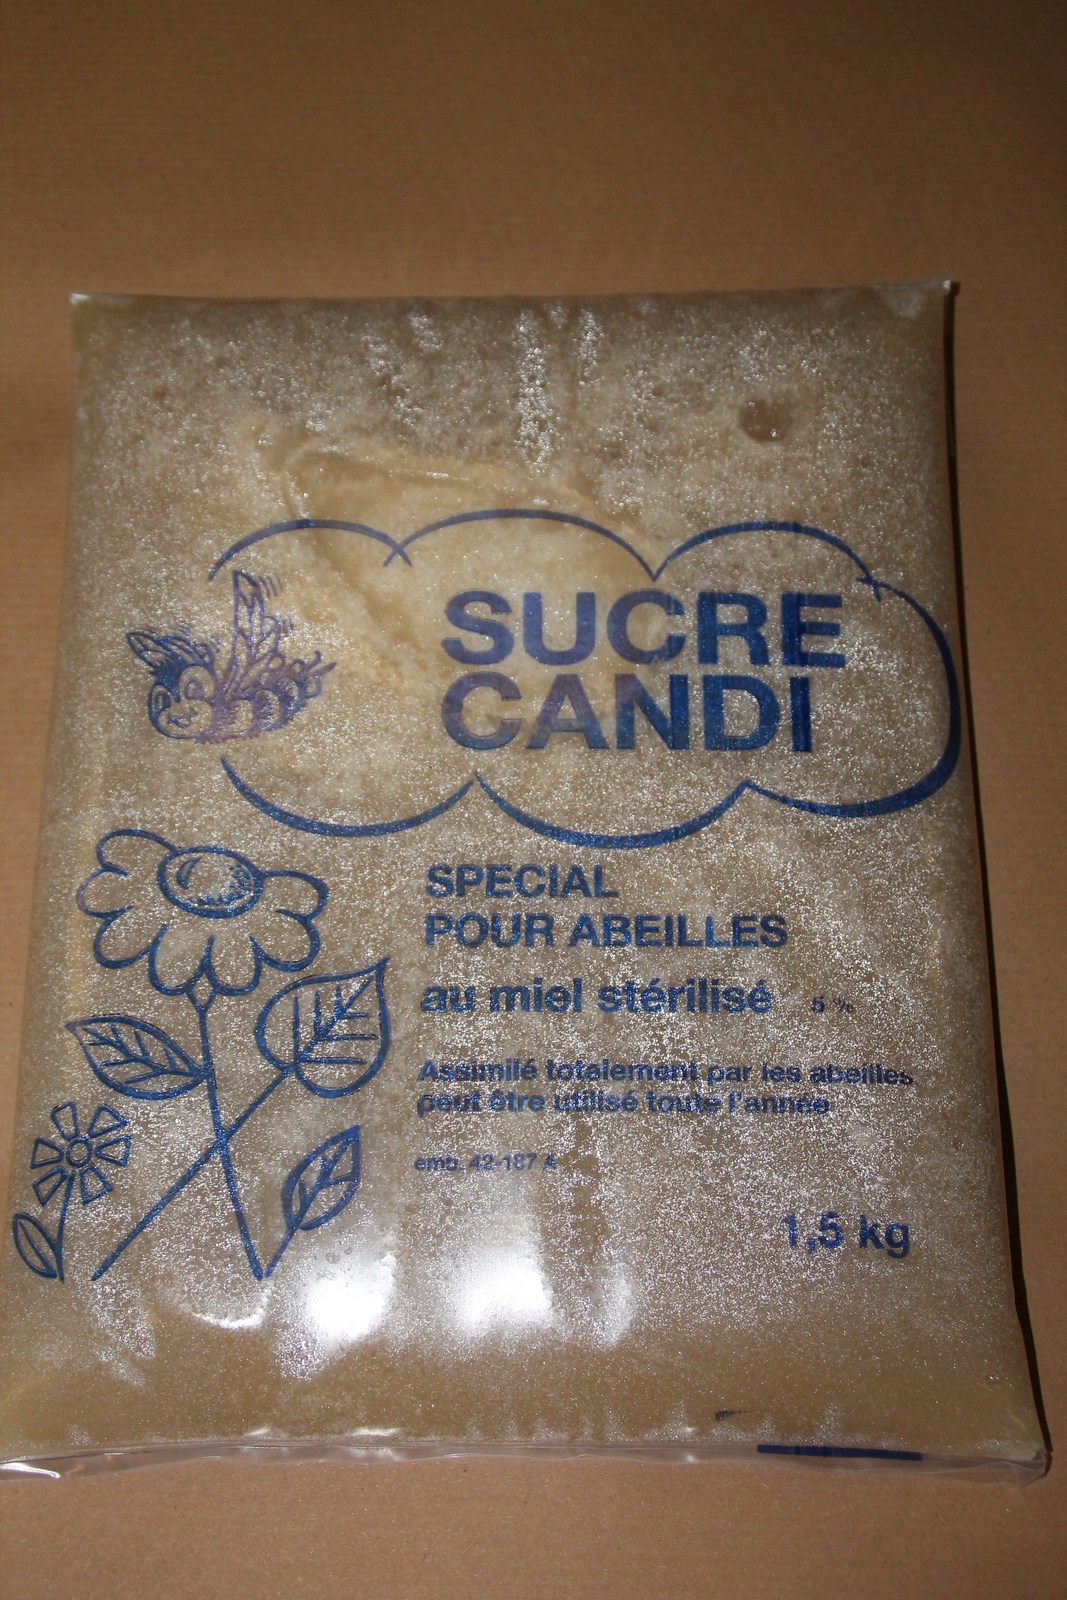 SUCRE
CANDI
SPECIAL
POUR ABEILLES
au miel stérilisé 5 %
Assimilé totalement par les abeilles
peut être utilisé toute l'année
emb. 42-187 A
1,5 kg